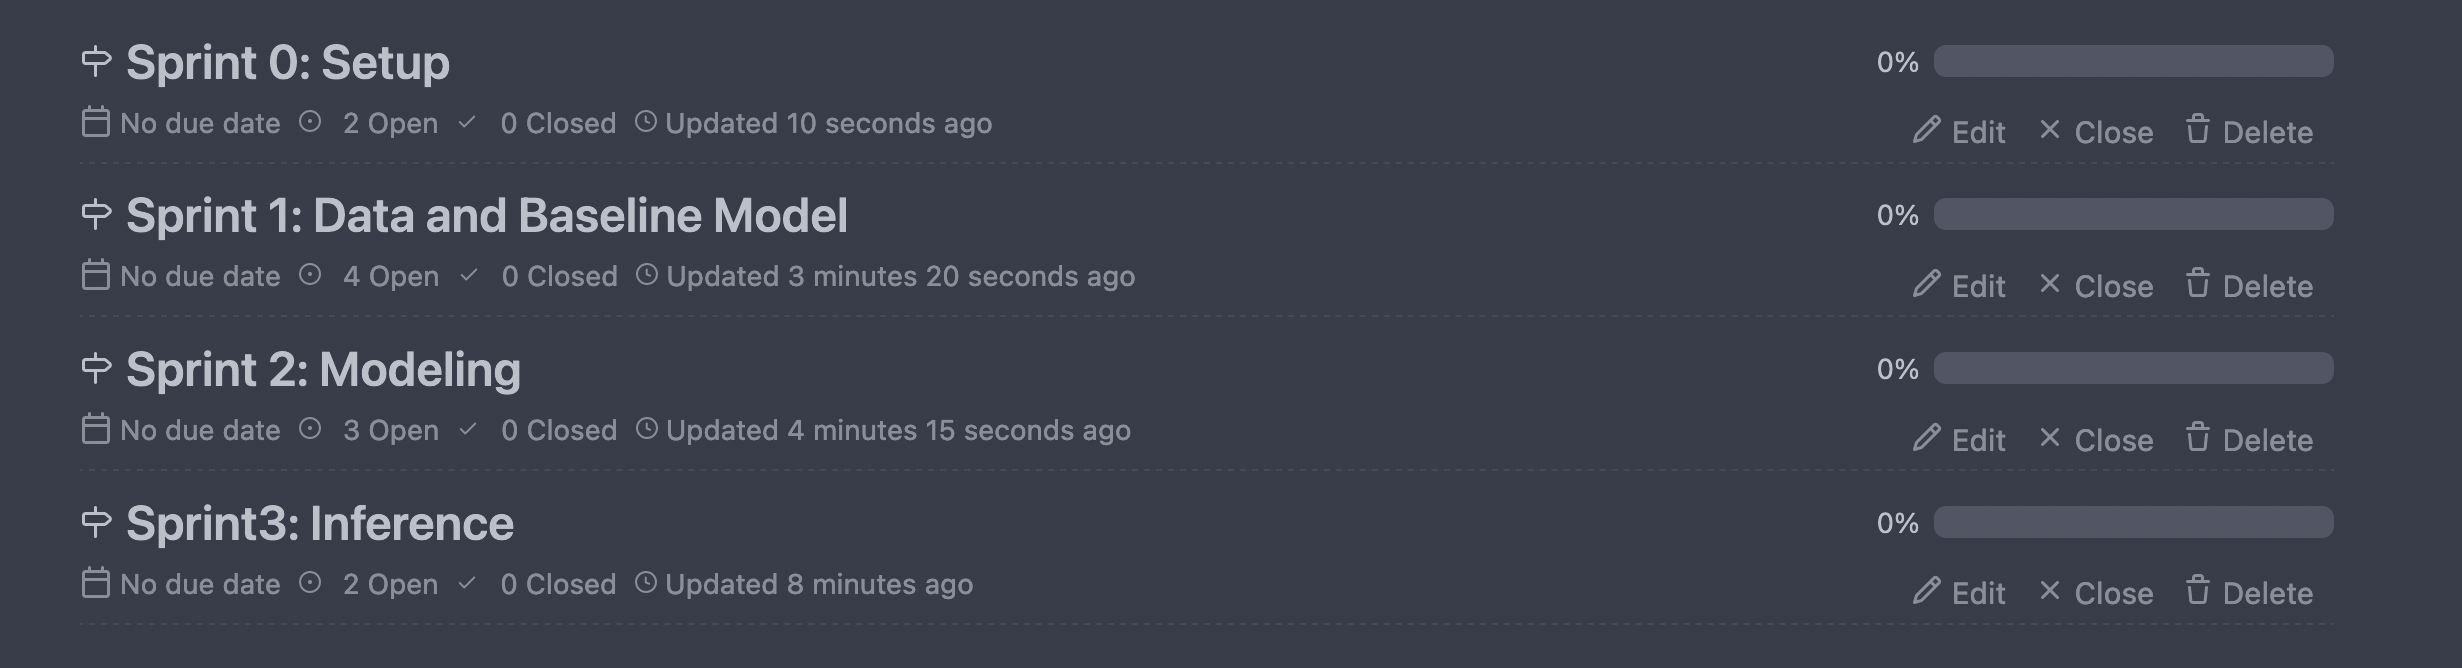 Sprint 0: Setup
0%
No due date 2 Open 0 Closed Updated 10 seconds ago
Edit Close Delete
Sprint 1: Data and Baseline Model
0%
No due date 4 Open 0 Closed Updated 3 minutes 20 seconds ago
Edit Close Delete
Sprint 2: Modeling
0%
No due date 3 Open 0 Closed Updated 4 minutes 15 seconds ago
Edit Close Delete
Sprint3: Inference
0%
No due date 2 Open 0 Closed Updated 8 minutes ago
Edit Close Delete